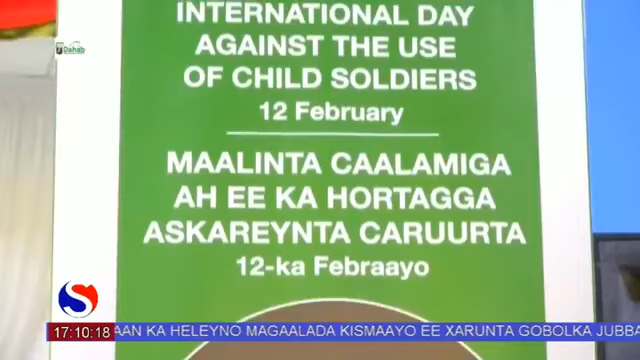 INTERNATIONAL DAY
AGAINST THE USE
OF CHILD SOLDIERS
12 February
Dahab
MAALINTA CAALAMIGA
AH EE KA HORTAGGA
ASKAREYNTA CARUURTA
12-ka Febraayo
17:10:18 AAN KA HELEYNO MAGAALADA KISMAAYO EE XARUNTA GOBOLKA JUBBA